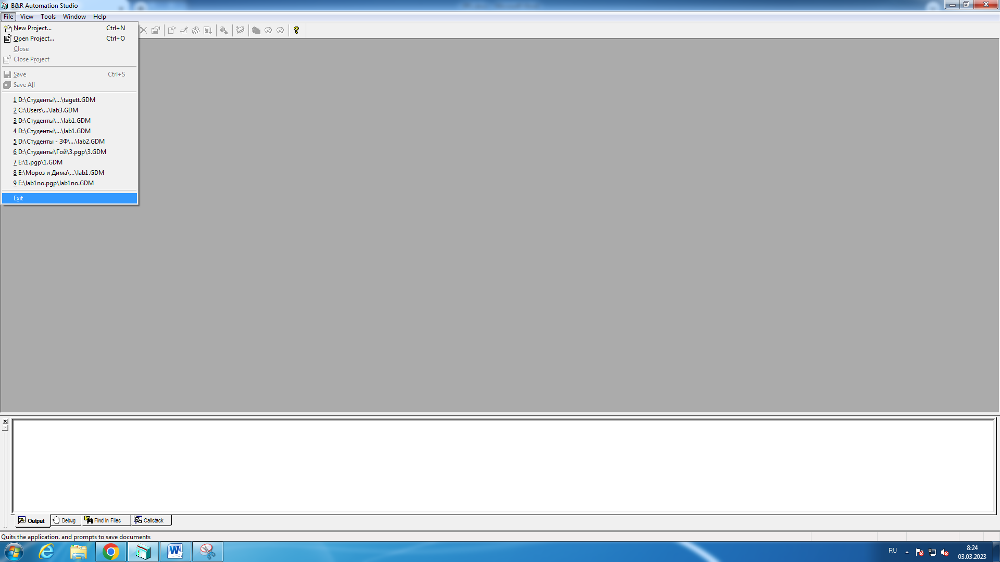 B&R Automation Studio
File View Tools Window Help
New Project... Ctrl+N
Open Project... Ctrl+O
Close
Close Project
Save Ctrl+S
Save All
1 D:\Студенты\...\tagett.GDM
2 C:\Users\...\lab3.GDM
3 D:\Студенты\...\lab1.GDM
4 D:\Студенты\...\lab1.GDM
5 D:\Студенты - ЗФ\...\lab2.GDM
6 D:\Студенты\Гой\3.pgp\3.GDM
7 E:\1.pgp\1.GDM
8 E:\Мороз и Дима\...\lab1.GDM
9 E:\lab1no.pgp\lab1no.GDM
Exit
Output Debug Find in Files Callstack
Quits the application. and prompts to save documents
RU 8:24
03.03.2023